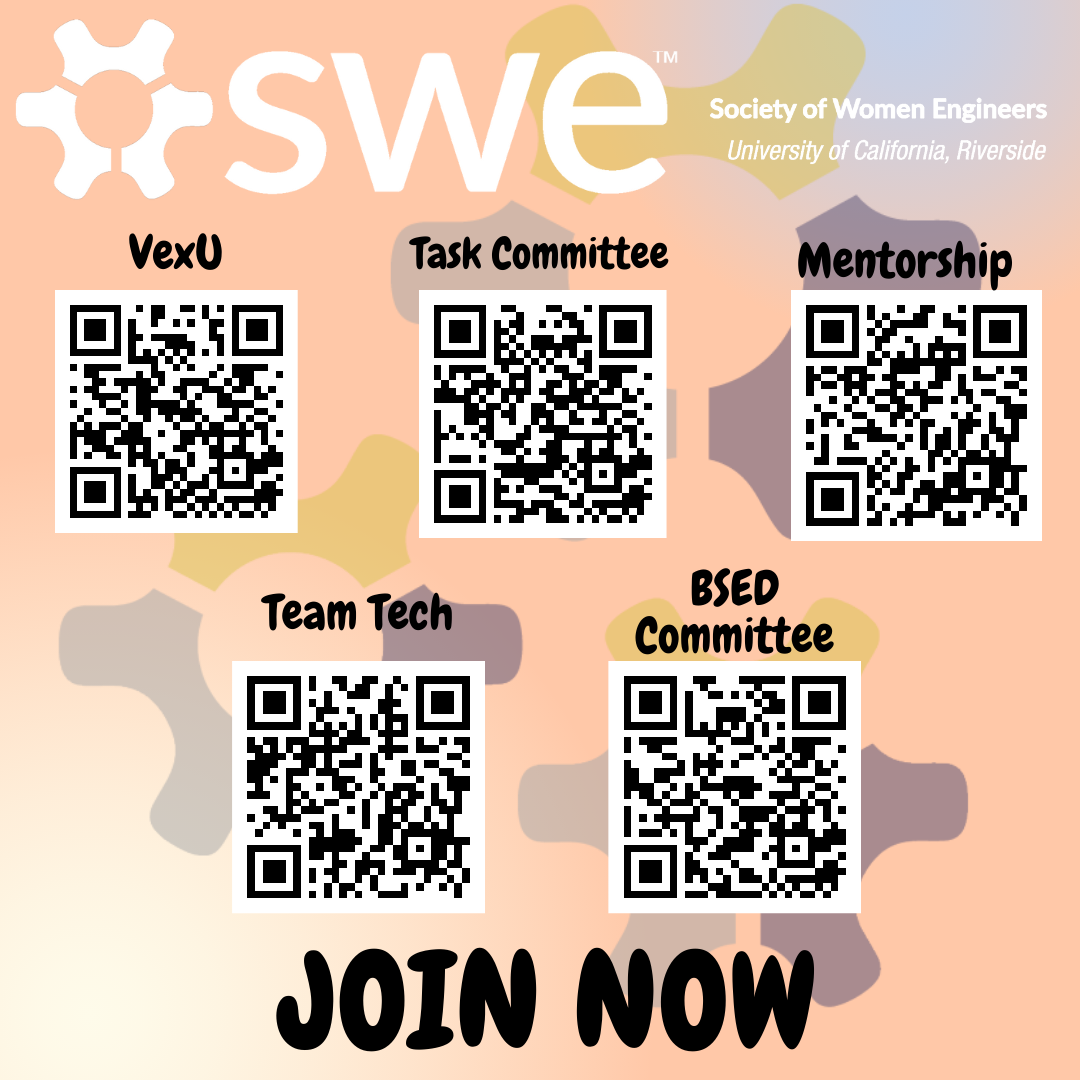 swe™
Society of Women Engineers
University of California, Riverside
VexU
Task Committee
Mentorship
Team Tech
BSED
Committee
JOIN NOW